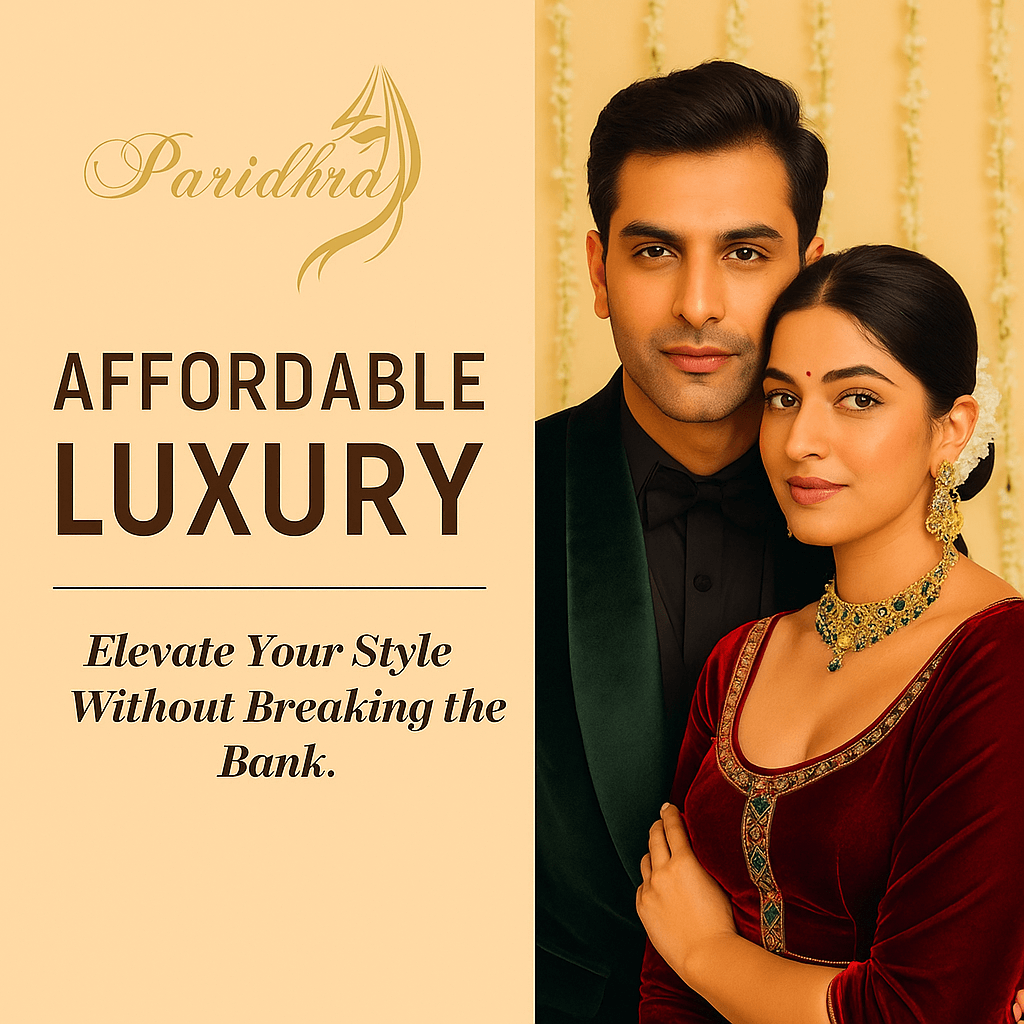 Paridhra
AFFORDABLE
LUXURY
Elevate Your Style
Without Breaking the
Bank.